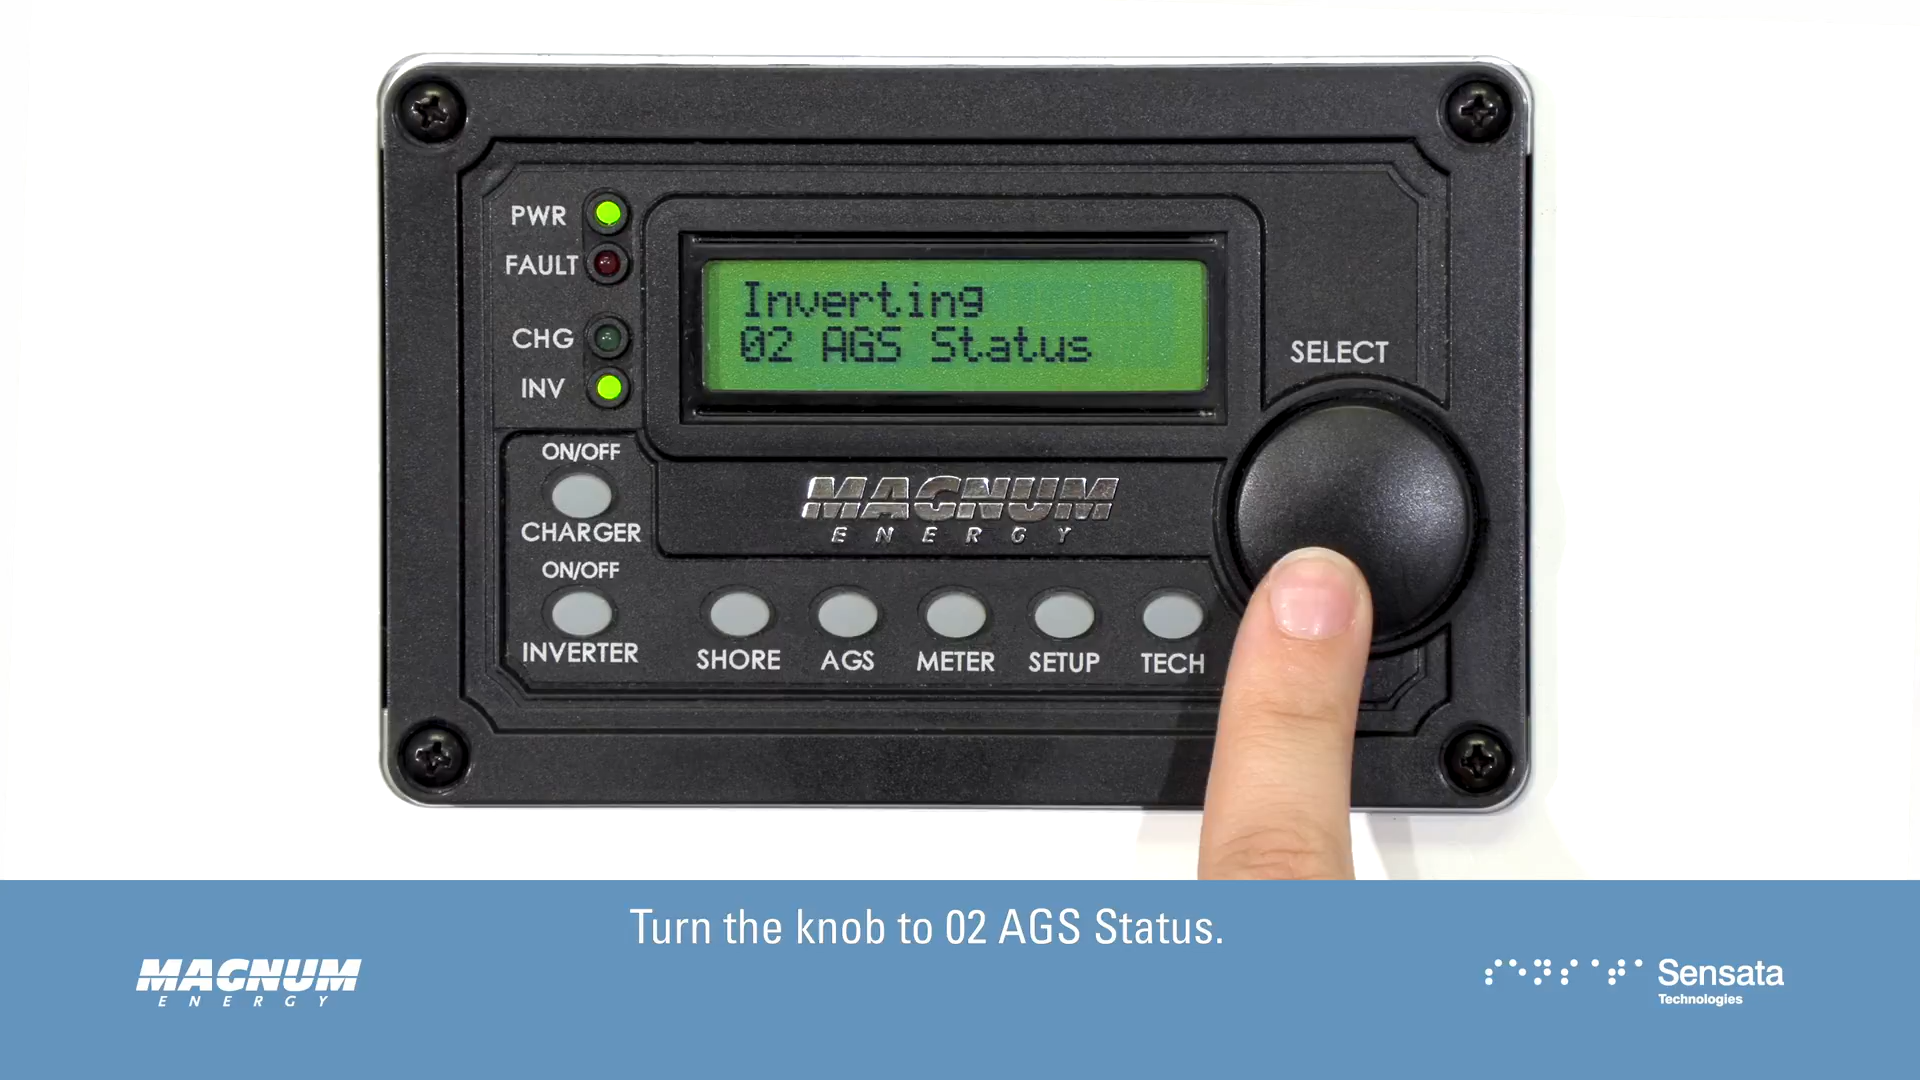 PWR
FAULT
CHG
INV
Inverting
02 AGS Status
SELECT
ON/OFF
CHARGER
ON/OFF
INVERTER
MAGNUM
ENERGY
SHORE
AGS
METER
SETUP
TECH
Turn the knob to 02 AGS Status.
MAGNUM
ENERGY
Sensata
Technologies